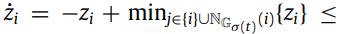 ż_i = −z_i + min_{j∈{i}∪ℕ_{𝔾_{σ(t)}}(i)}{z_i} ≤